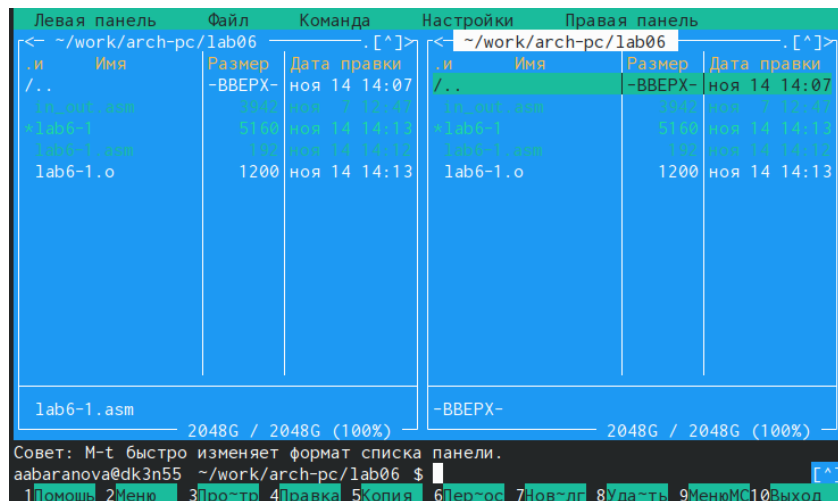 Левая панель Файл Команда Настройки Правая панель
<─ ~/work/arch-pc/lab06 ─.[^]> <─ ~/work/arch-pc/lab06 ─.[^]>
.и Имя Размер Дата правки .и Имя Размер Дата правки
/.. -ВВЕРХ- ноя 14 14:07 /.. -ВВЕРХ- ноя 14 14:07
in_out.asm 3942 ноя 7 12:47 in_out.asm 3942 ноя 7 12:47
*lab6-1 5160 ноя 14 14:13 *lab6-1 5160 ноя 14 14:13
lab6-1.asm 192 ноя 14 14:12 lab6-1.asm 192 ноя 14 14:12
lab6-1.o 1200 ноя 14 14:13 lab6-1.o 1200 ноя 14 14:13
lab6-1.asm -ВВЕРХ-
2048G / 2048G (100%) 2048G / 2048G (100%)
Совет: M-t быстро изменяет формат списка панели.
aabaranova@dk3n55 ~/work/arch-pc/lab06 $ [^]
1Помощь 2Меню 3Про~тр 4Правка 5Копия 6Пер~ос 7Нов~лг 8Уда~ть 9МенюMC 10Выход